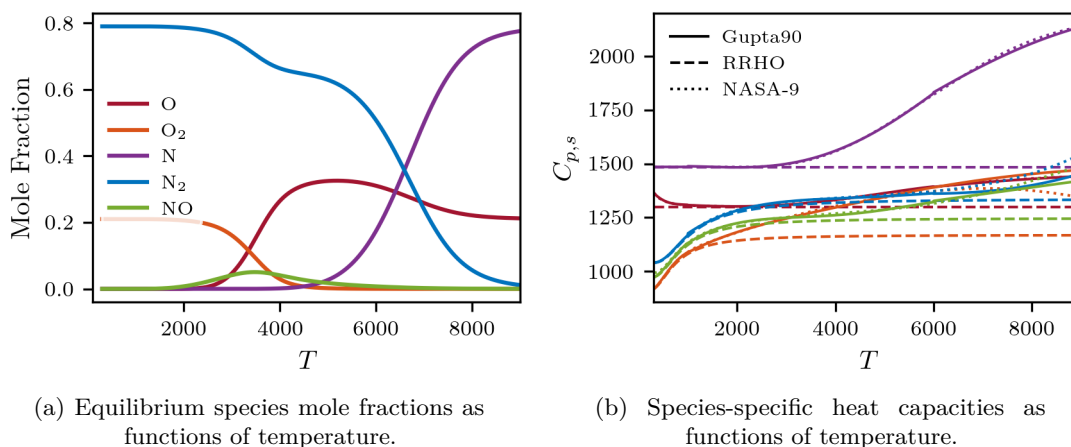 0.8
0.6
0.4
0.2
0.0
Mole Fraction
O
O2
N
N2
NO
2000 4000 6000 8000
T
(a) Equilibrium species mole fractions as
functions of temperature.
2000
1750
1500
1250
1000
Cp,s
Gupta90
RRHO
NASA-9
2000 4000 6000 8000
T
(b) Species-specific heat capacities as
functions of temperature.